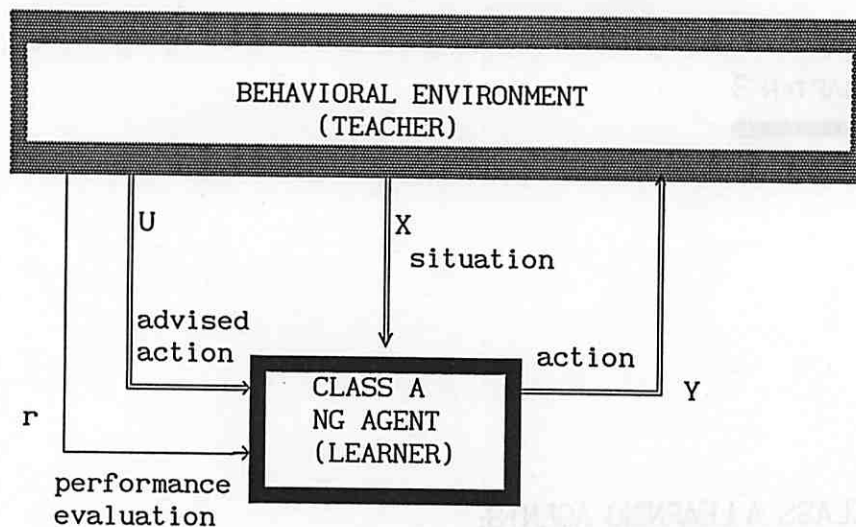 BEHAVIORAL ENVIRONMENT
(TEACHER)
U
X
situation
advised
action
action
CLASS A
NG AGENT
(LEARNER)
Y
r
performance
evaluation